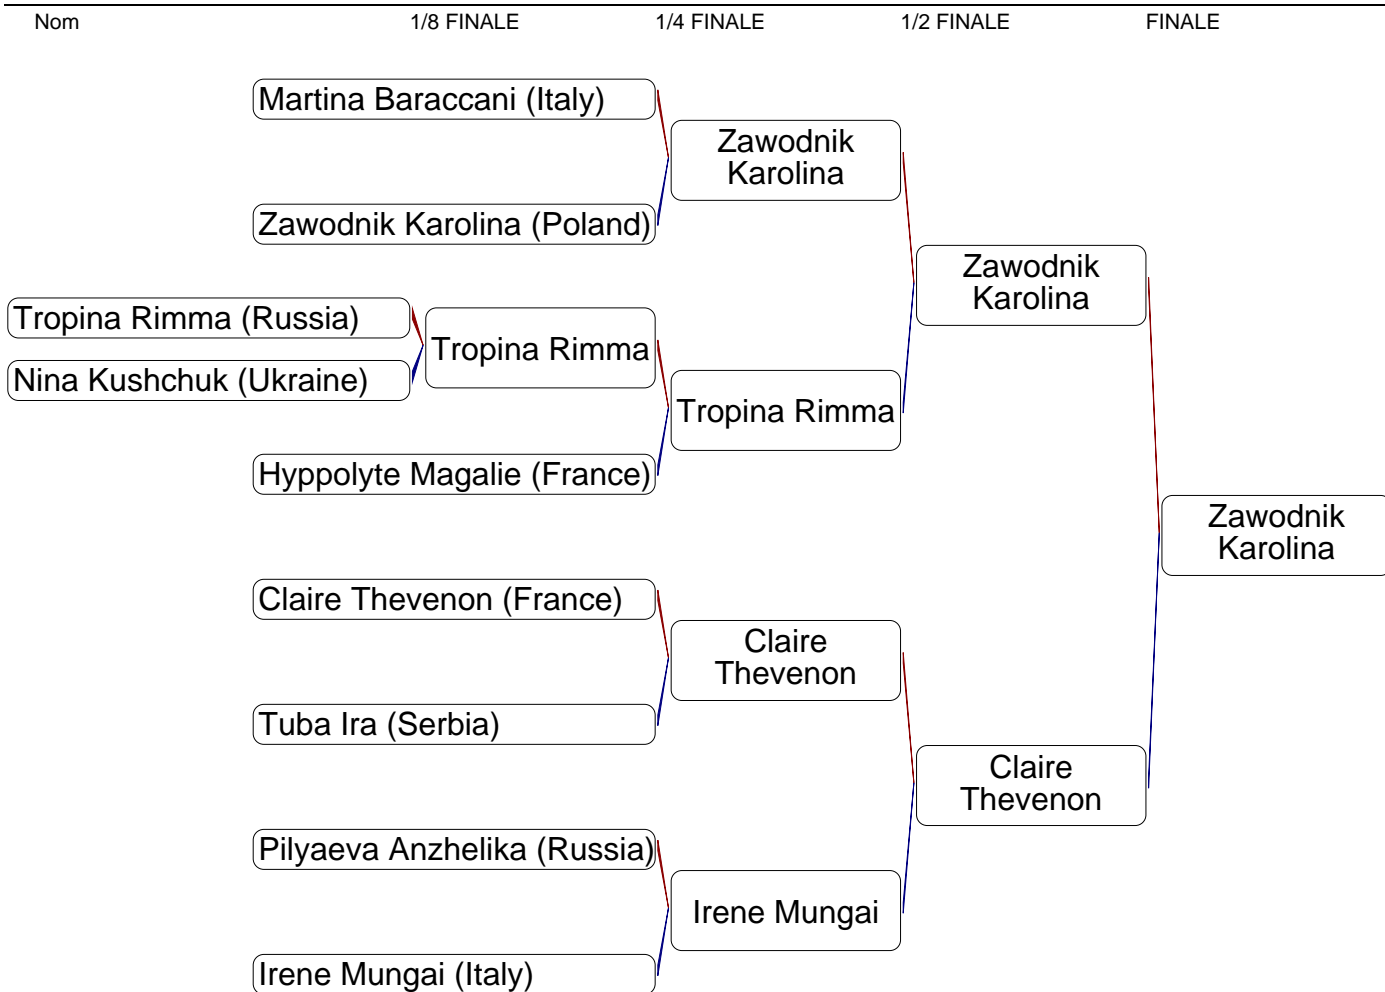 Nom 1/8 FINALE 1/4 FINALE 1/2 FINALE FINALE
Martina Baraccani (Italy)
Zawodnik
Karolina
Zawodnik Karolina (Poland)
Zawodnik
Karolina
Tropina Rimma (Russia)
Tropina Rimma
Nina Kushchuk (Ukraine)
Tropina Rimma
Hyppolyte Magalie (France)
Zawodnik
Karolina
Claire Thevenon (France)
Claire
Thevenon
Tuba Ira (Serbia)
Claire
Thevenon
Pilyaeva Anzhelika (Russia)
Irene Mungai
Irene Mungai (Italy)